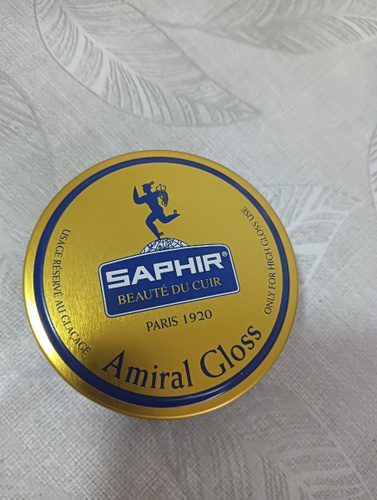 SAPHIR®
BEAUTÉ DU CUIR
PARIS 1920
Amiral Gloss
USAGE RÉSERVÉ AU GLAÇAGE
ONLY FOR HIGH GLOSS USE